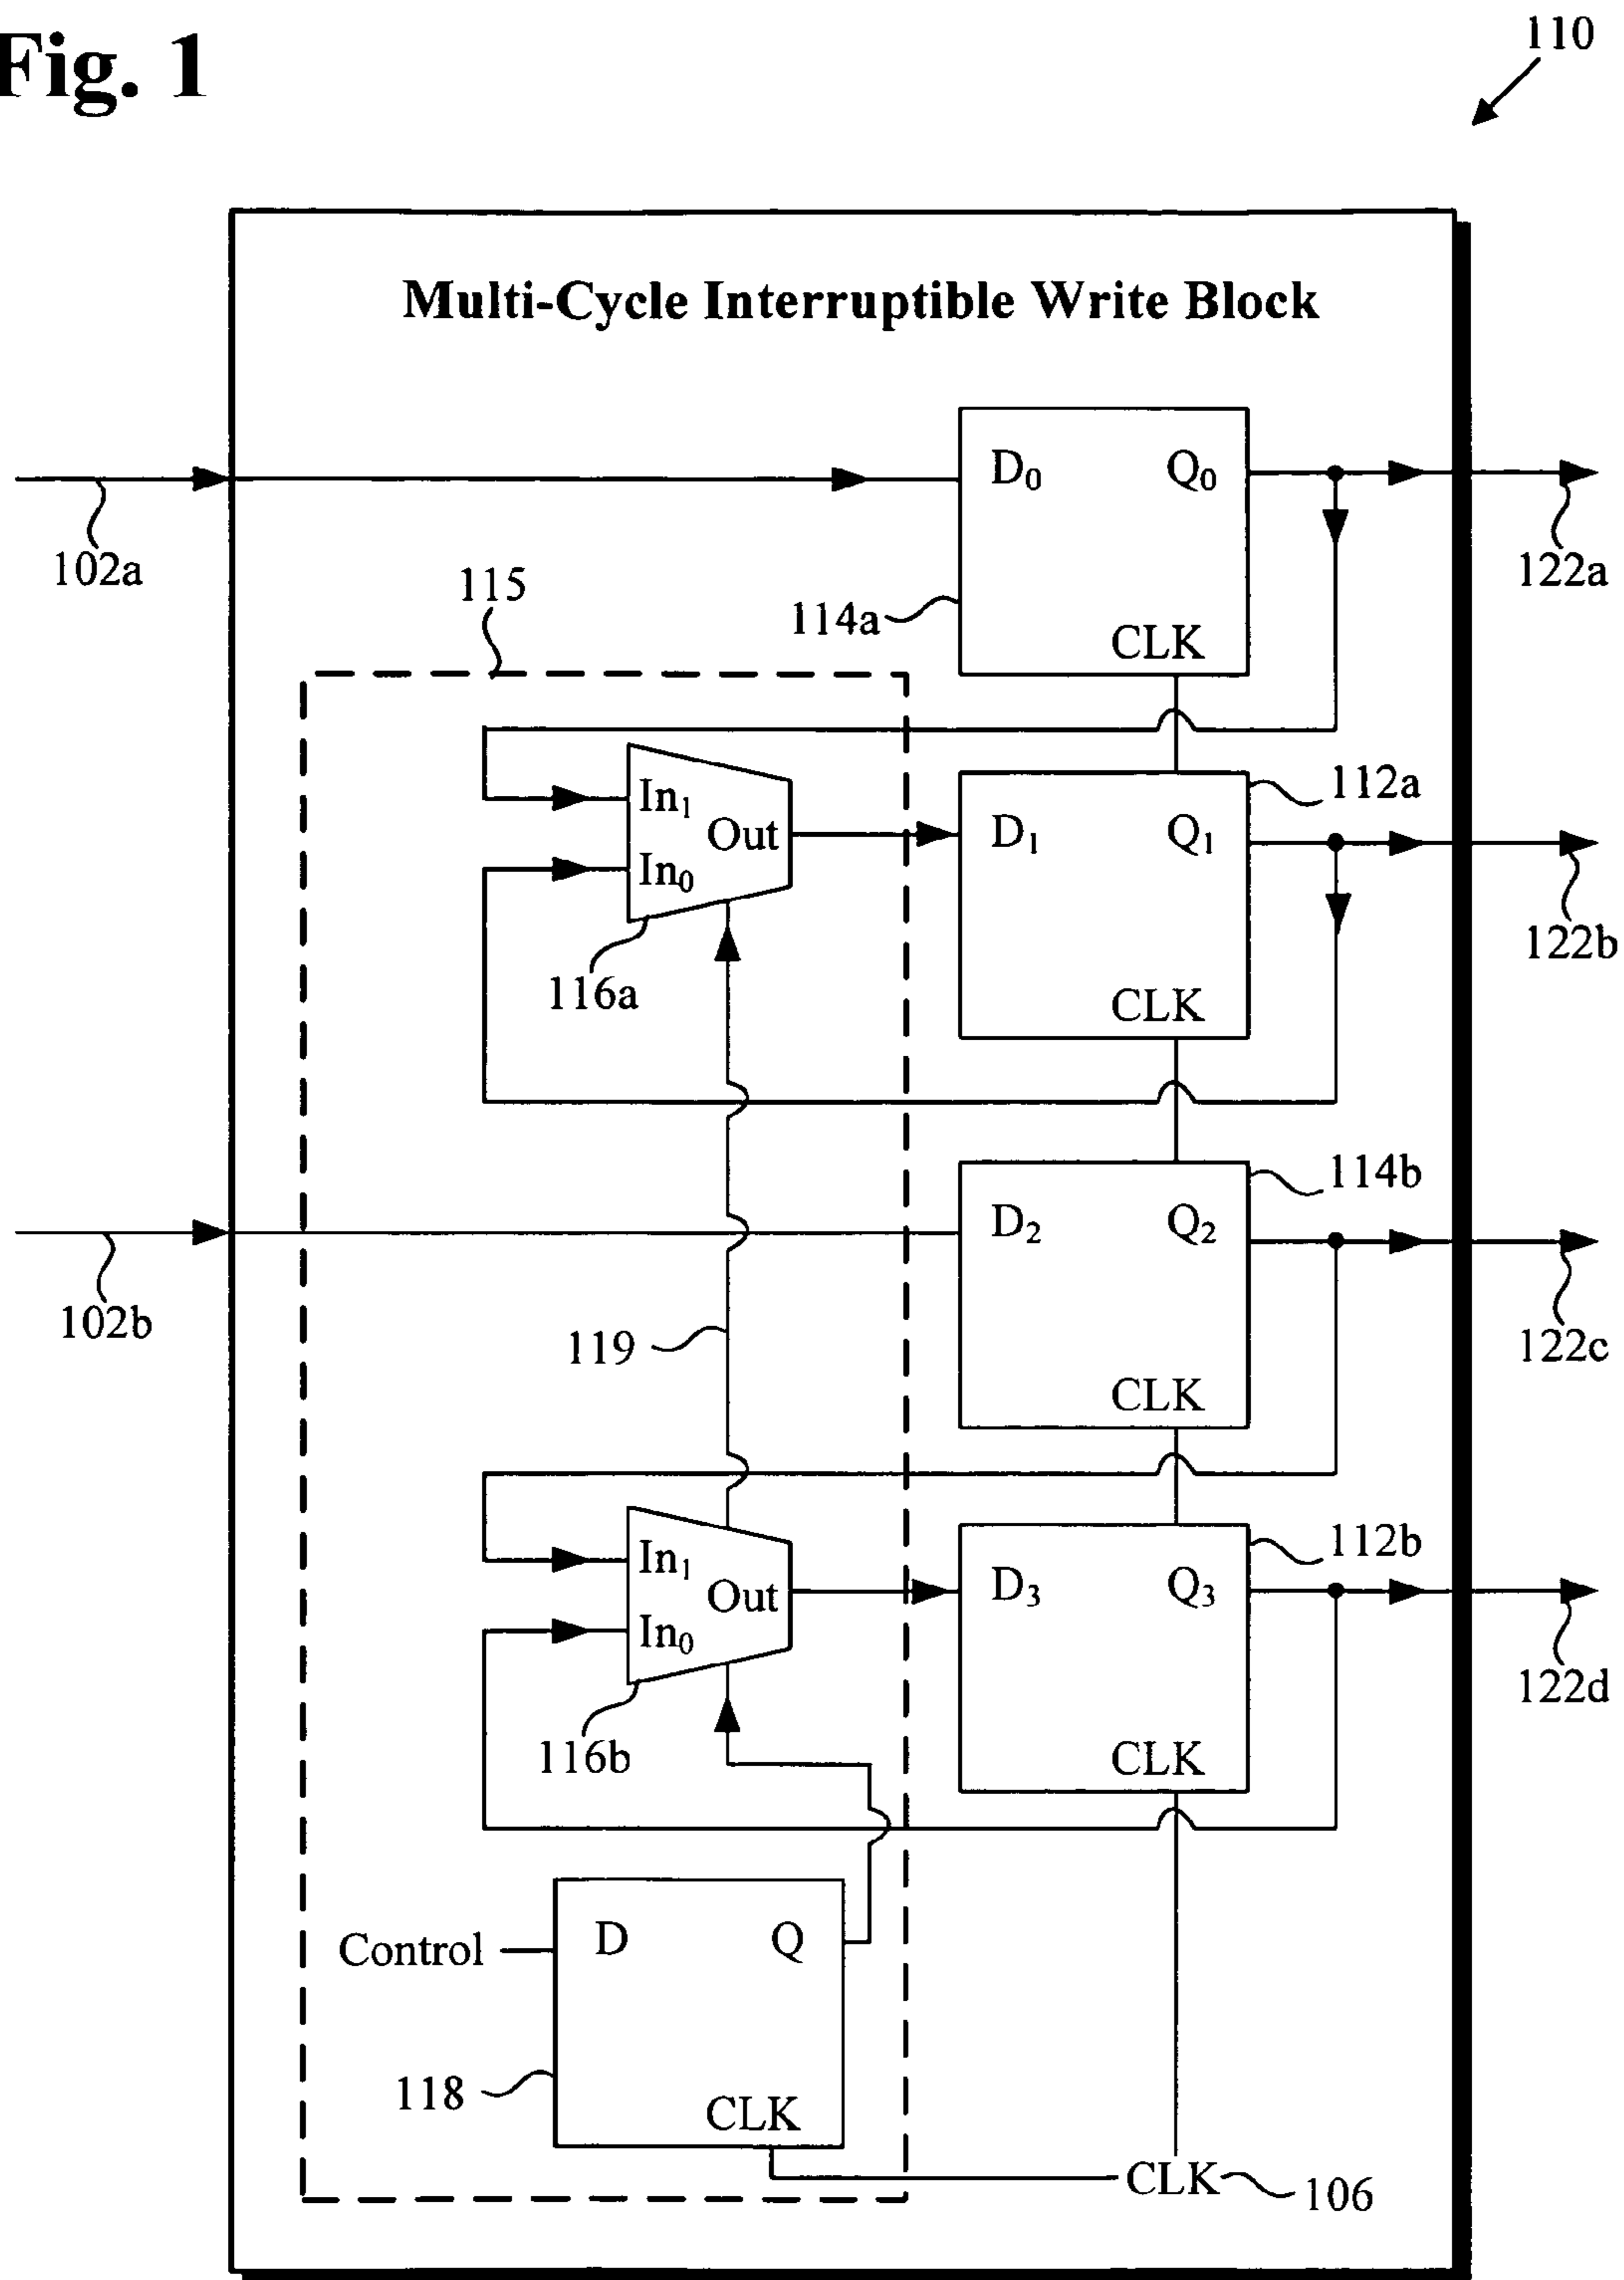 Fig. 1
110
Multi-Cycle Interruptible Write Block
102a
D₀ Q₀
CLK
114a
122a
115
In₁
In₀
Out
116a
D₁ Q₁
CLK
112a
122b
102b
D₂ Q₂
CLK
114b
122c
119
In₁
In₀
Out
116b
D₃ Q₃
CLK
112b
122d
Control
D Q
CLK
118
CLK
106